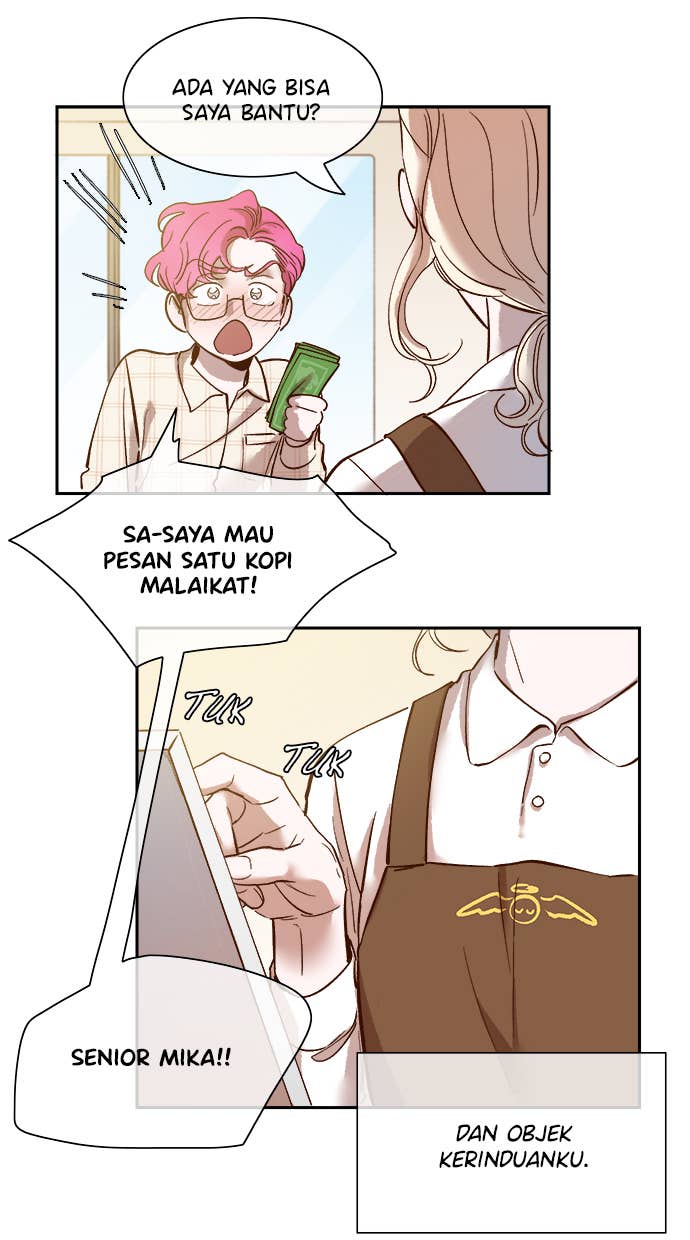 ADA YANG BISA
SAYA BANTU?
SA-SAYA MAU
PESAN SATU KOPI
MALAIKAT!
TUK
TUK
SENIOR MIKA!!
DAN OBJEK
KERINDUANKU.